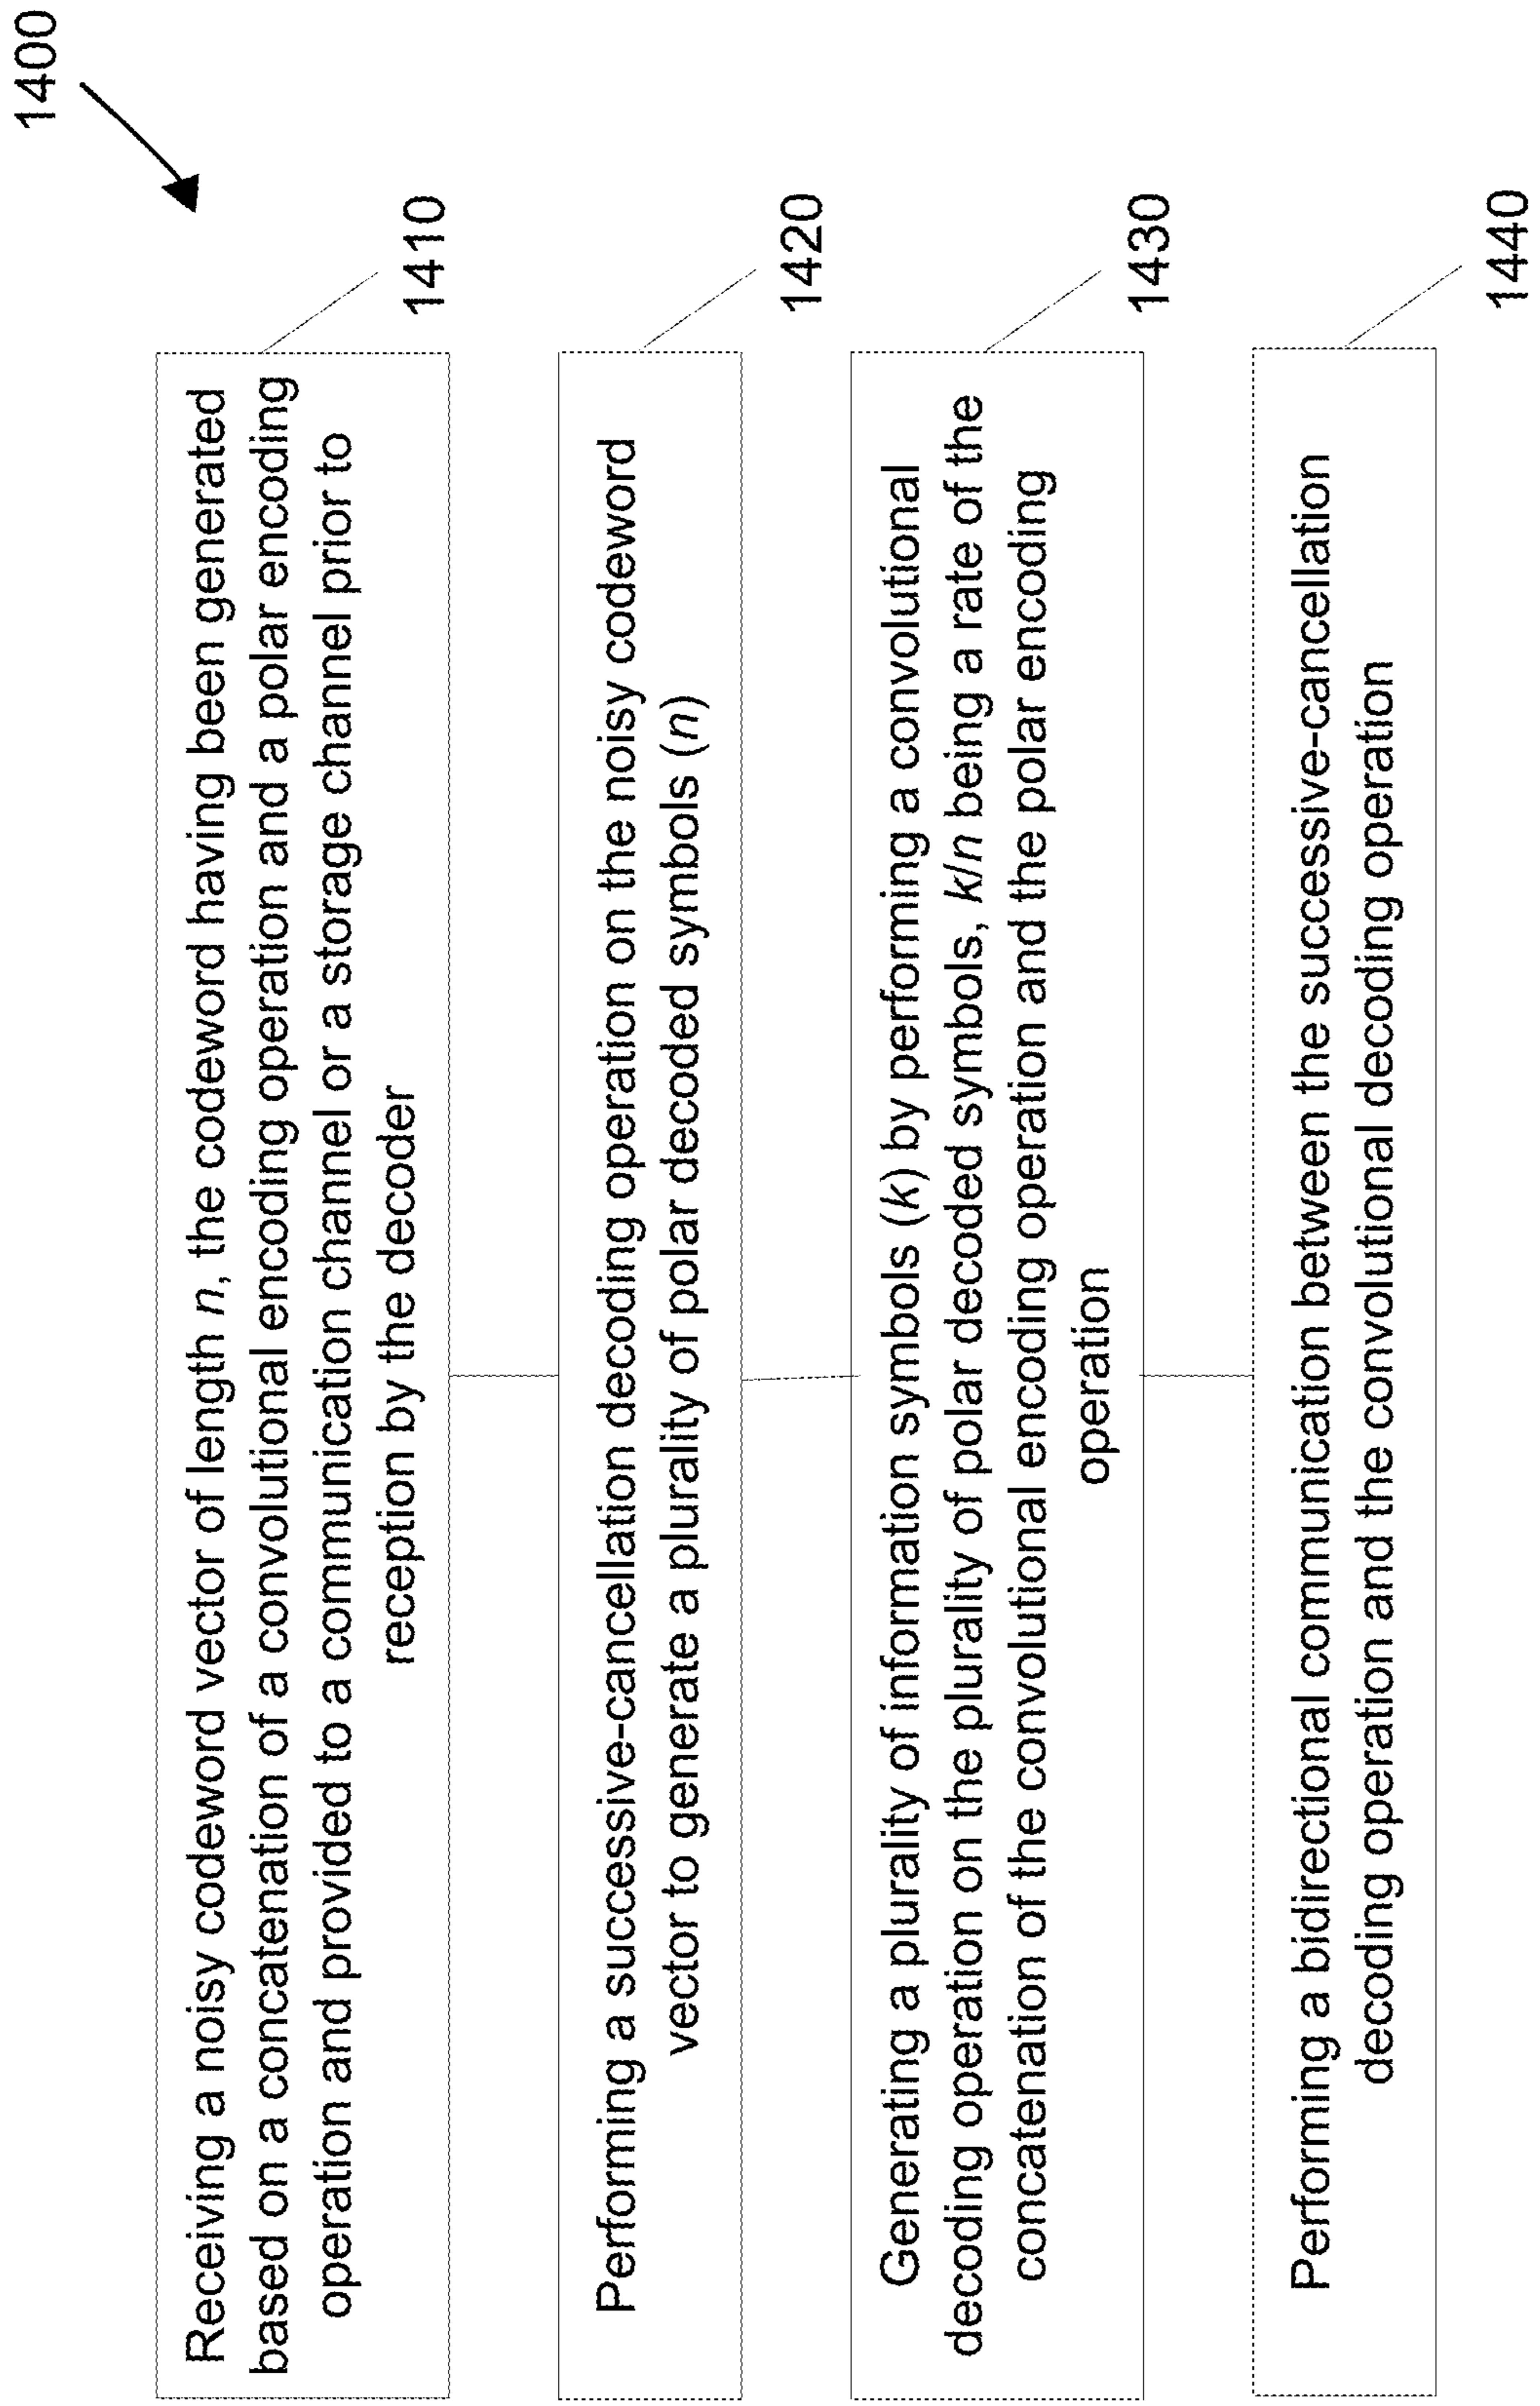 1400
Receiving a noisy codeword vector of length n, the codeword having been generated
based on a concatenation of a convolutional encoding operation and a polar encoding
operation and provided to a communication channel or a storage channel prior to
reception by the decoder
1410
Performing a successive-cancellation decoding operation on the noisy codeword
vector to generate a plurality of polar decoded symbols (n)
1420
Generating a plurality of information symbols (k) by performing a convolutional
decoding operation on the plurality of polar decoded symbols, k/n being a rate of the
concatenation of the convolutional encoding operation and the polar encoding
operation
1430
Performing a bidirectional communication between the successive-cancellation
decoding operation and the convolutional decoding operation
1440